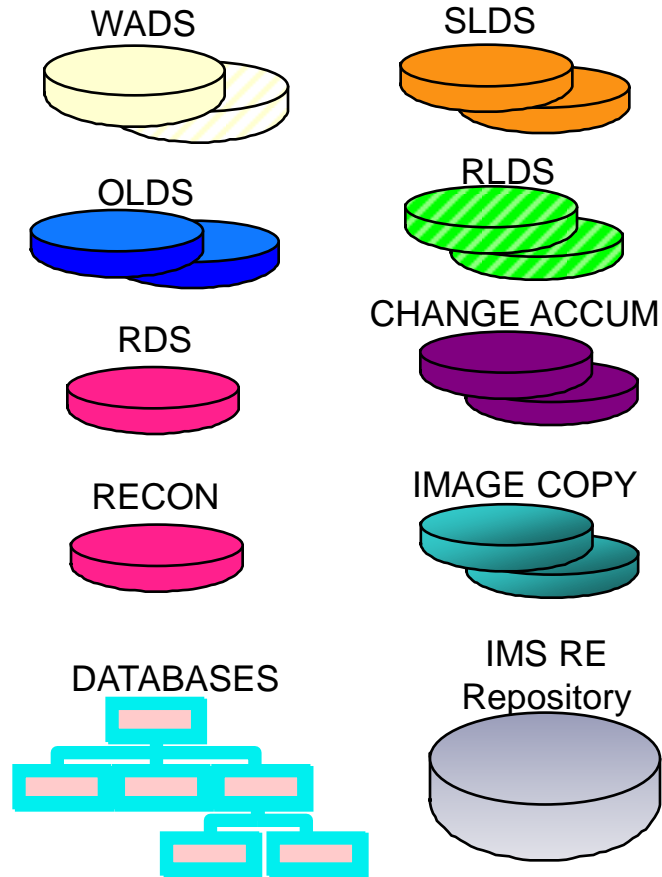 WADS
SLDS
OLDS
RLDS
RDS
CHANGE ACCUM
RECON
IMAGE COPY
DATABASES
IMS RE
Repository